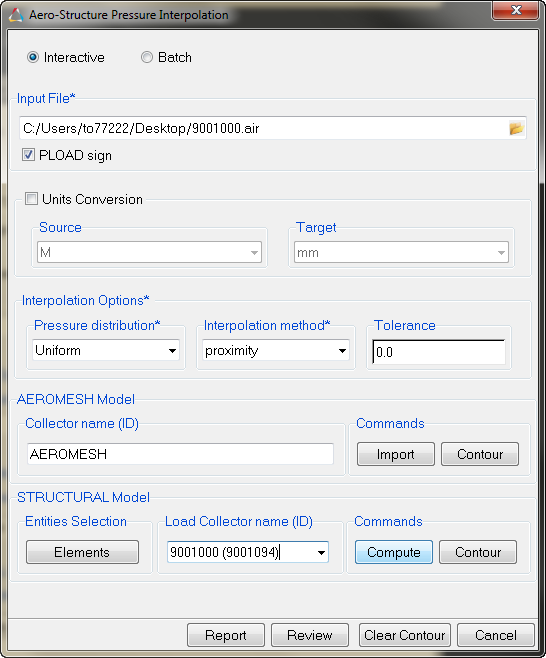 Aero-Structure Pressure Interpolation
Interactive Batch
Input File*
C:/Users/to77222/Desktop/9001000.air
PLOAD sign
Units Conversion
Source Target
M mm
Interpolation Options*
Pressure distribution* Interpolation method* Tolerance
Uniform proximity 0.0
AEROMESH Model
Collector name (ID) Commands
AEROMESH Import Contour
STRUCTURAL Model
Entities Selection Load Collector name (ID) Commands
Elements 9001000 (9001094) Compute Contour
Report Review Clear Contour Cancel